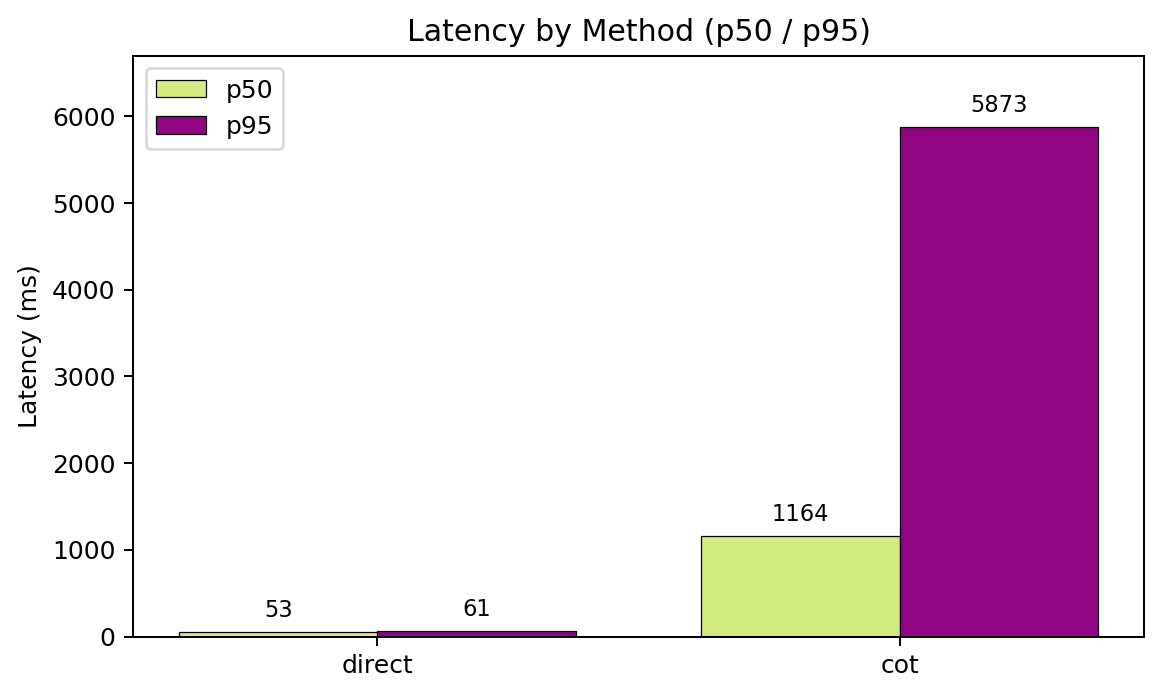 Latency by Method (p50 / p95)
p50
p95
Latency (ms)
6000
5000
4000
3000
2000
1000
0
53
61
1164
5873
direct
cot